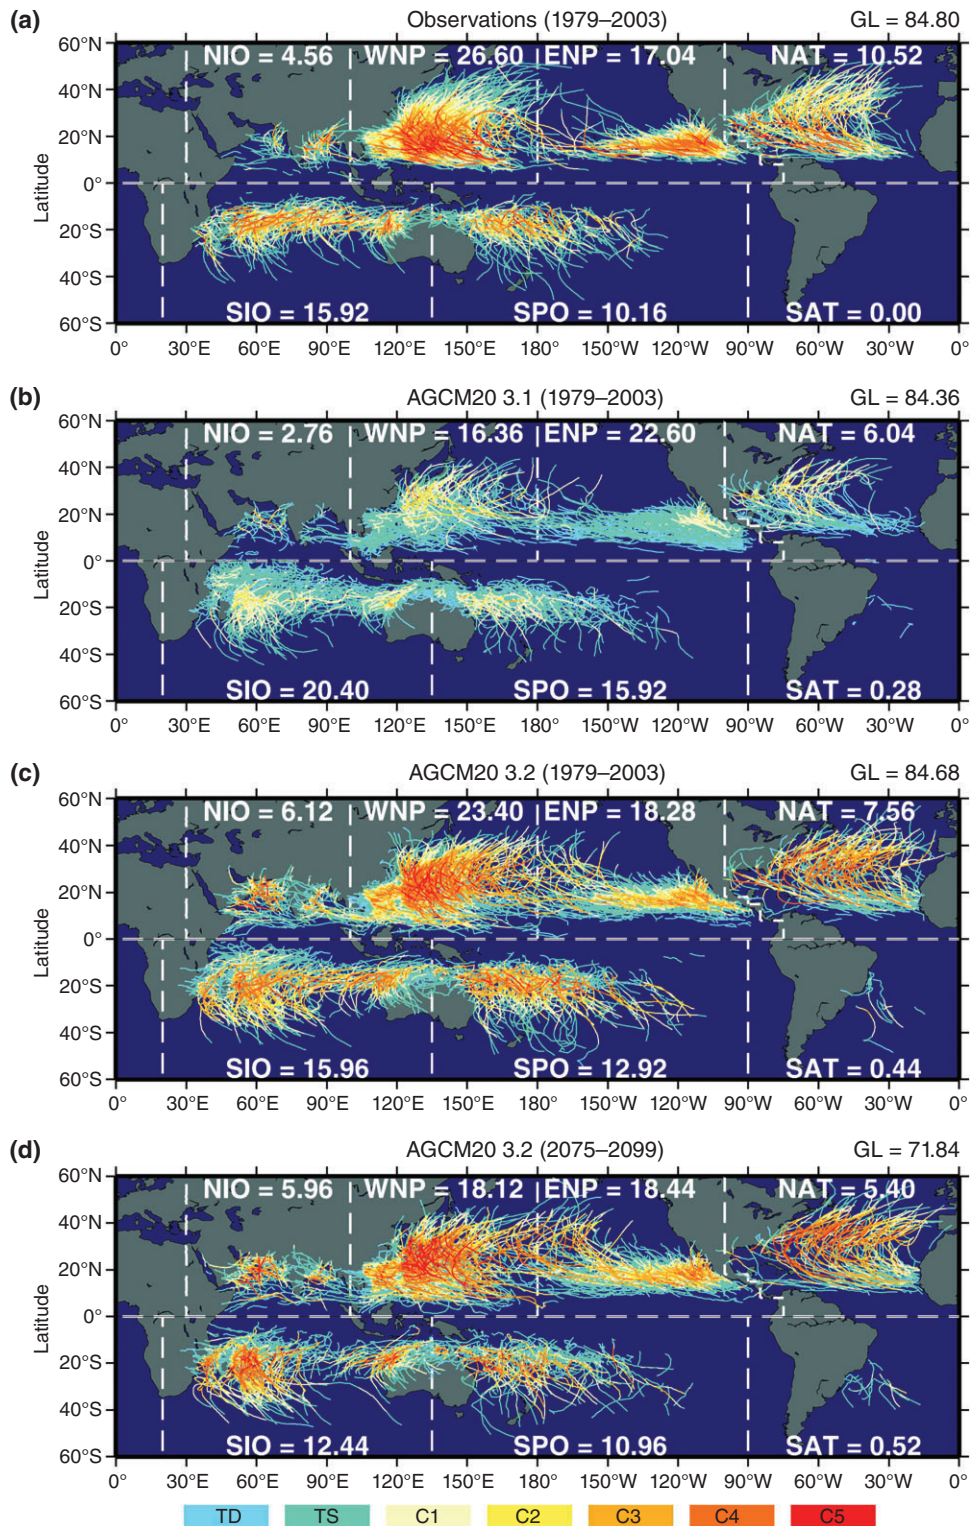 (a) Observations (1979–2003) GL = 84.80
60°N NIO = 4.56 WNP = 26.60 ENP = 17.04 NAT = 10.52
40°N
20°N
0°
20°S
40°S
60°S SIO = 15.92 SPO = 10.16 SAT = 0.00
Latitude
0° 30°E 60°E 90°E 120°E 150°E 180° 150°W 120°W 90°W 60°W 30°W 0°
(b) AGCM20 3.1 (1979–2003) GL = 84.36
60°N NIO = 2.76 WNP = 16.36 ENP = 22.60 NAT = 6.04
40°N
20°N
0°
20°S
40°S
60°S SIO = 20.40 SPO = 15.92 SAT = 0.28
Latitude
0° 30°E 60°E 90°E 120°E 150°E 180° 150°W 120°W 90°W 60°W 30°W 0°
(c) AGCM20 3.2 (1979–2003) GL = 84.68
60°N NIO = 6.12 WNP = 23.40 ENP = 18.28 NAT = 7.56
40°N
20°N
0°
20°S
40°S
60°S SIO = 15.96 SPO = 12.92 SAT = 0.44
Latitude
0° 30°E 60°E 90°E 120°E 150°E 180° 150°W 120°W 90°W 60°W 30°W 0°
(d) AGCM20 3.2 (2075–2099) GL = 71.84
60°N NIO = 5.96 WNP = 18.12 ENP = 18.44 NAT = 5.40
40°N
20°N
0°
20°S
40°S
60°S SIO = 12.44 SPO = 10.96 SAT = 0.52
Latitude
0° 30°E 60°E 90°E 120°E 150°E 180° 150°W 120°W 90°W 60°W 30°W 0°
TD TS C1 C2 C3 C4 C5